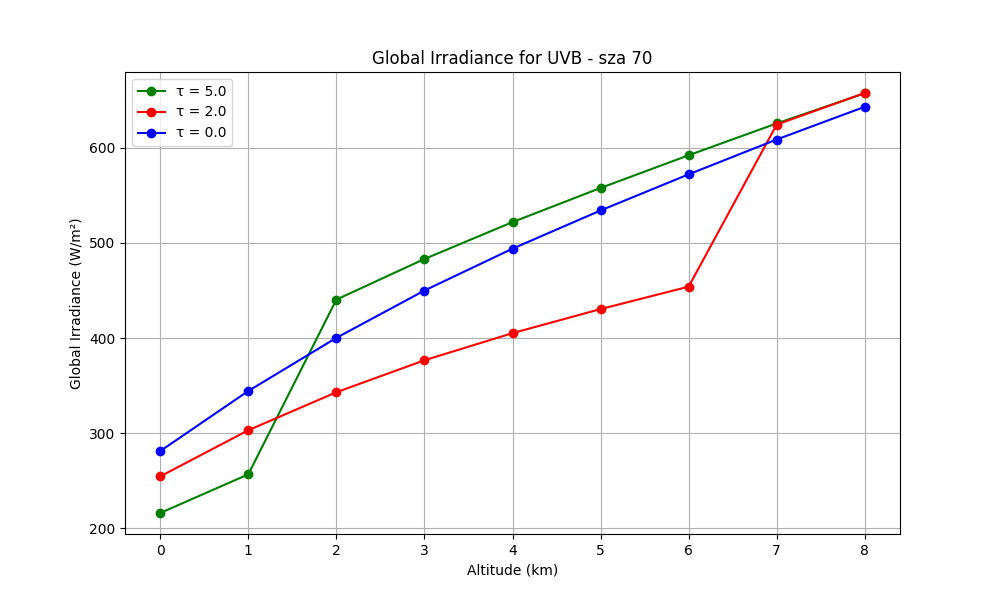 Global Irradiance for UVB - sza 70
τ = 5.0
τ = 2.0
τ = 0.0
Global Irradiance (W/m²)
600
500
400
300
200
0 1 2 3 4 5 6 7 8
Altitude (km)